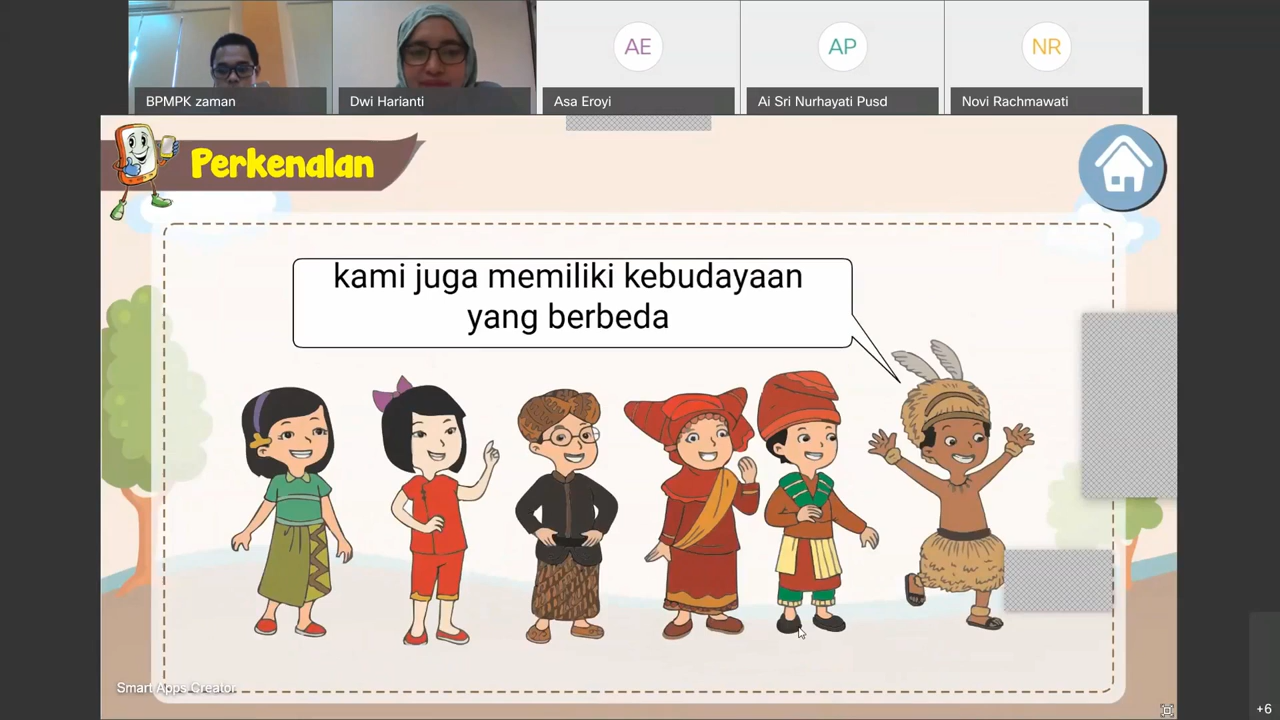 AE
AP
NR
BPMPK zaman
Dwi Harianti
Asa Eroyi
Ai Sri Nurhayati Pusd
Novi Rachmawati
Perkenalan
kami juga memiliki kebudayaan
yang berbeda
Smart Apps Creator
+6